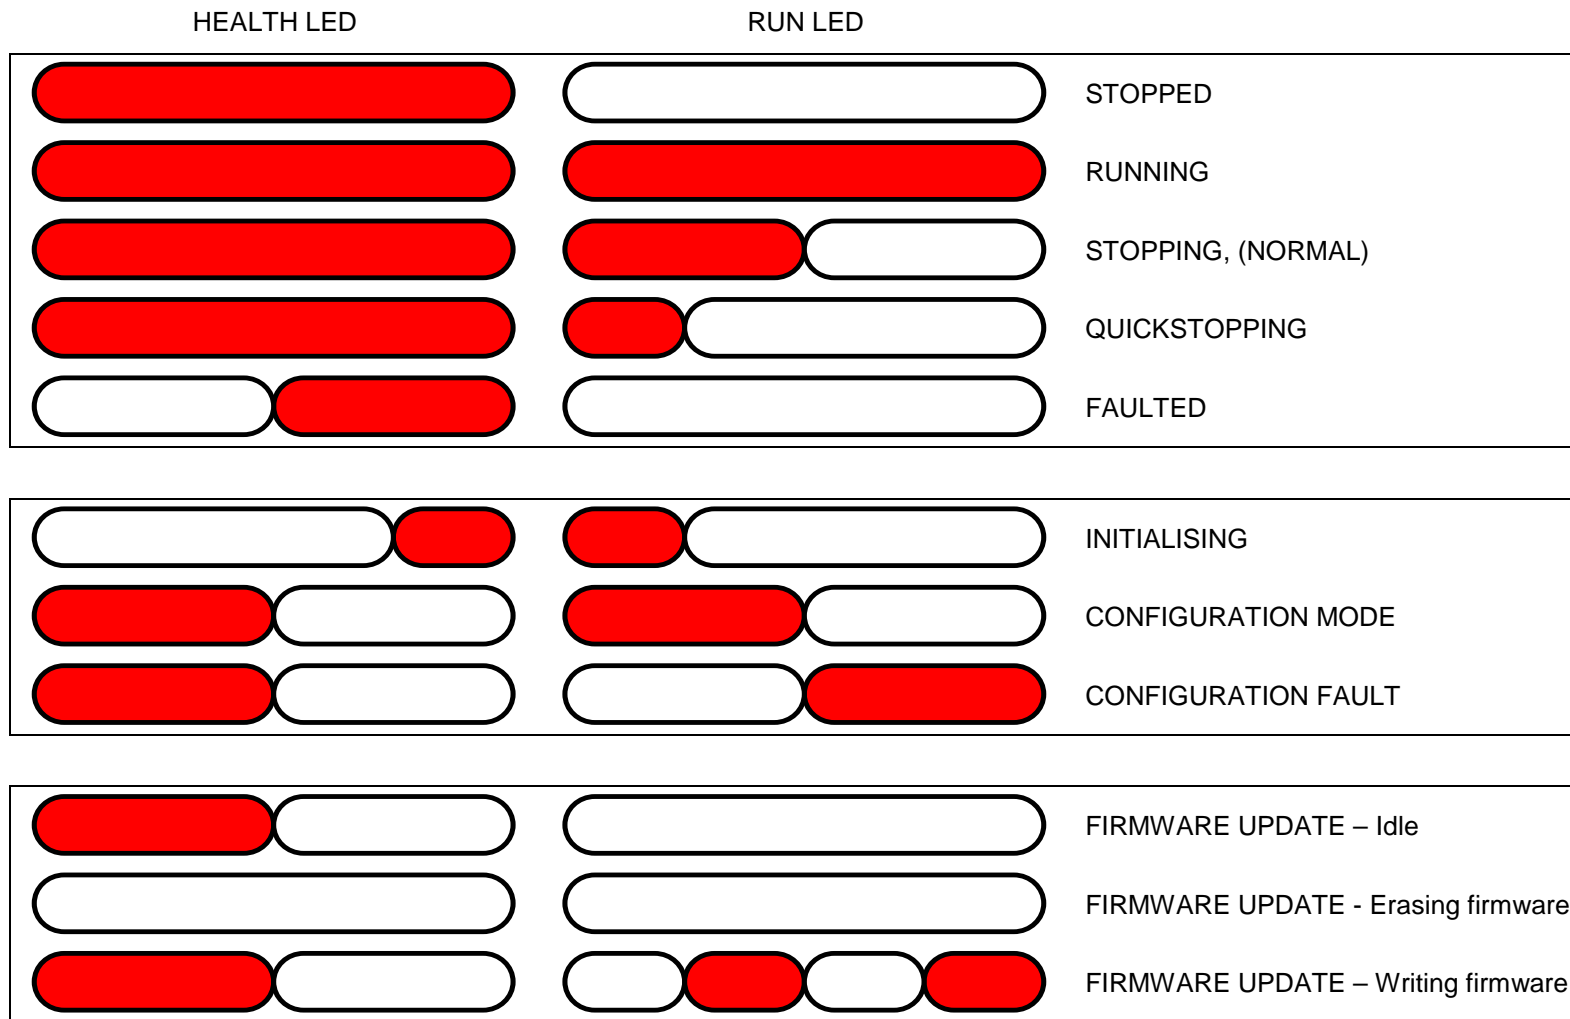 HEALTH LED RUN LED
STOPPED
RUNNING
STOPPING, (NORMAL)
QUICKSTOPPING
FAULTED
INITIALISING
CONFIGURATION MODE
CONFIGURATION FAULT
FIRMWARE UPDATE – Idle
FIRMWARE UPDATE - Erasing firmware
FIRMWARE UPDATE – Writing firmware